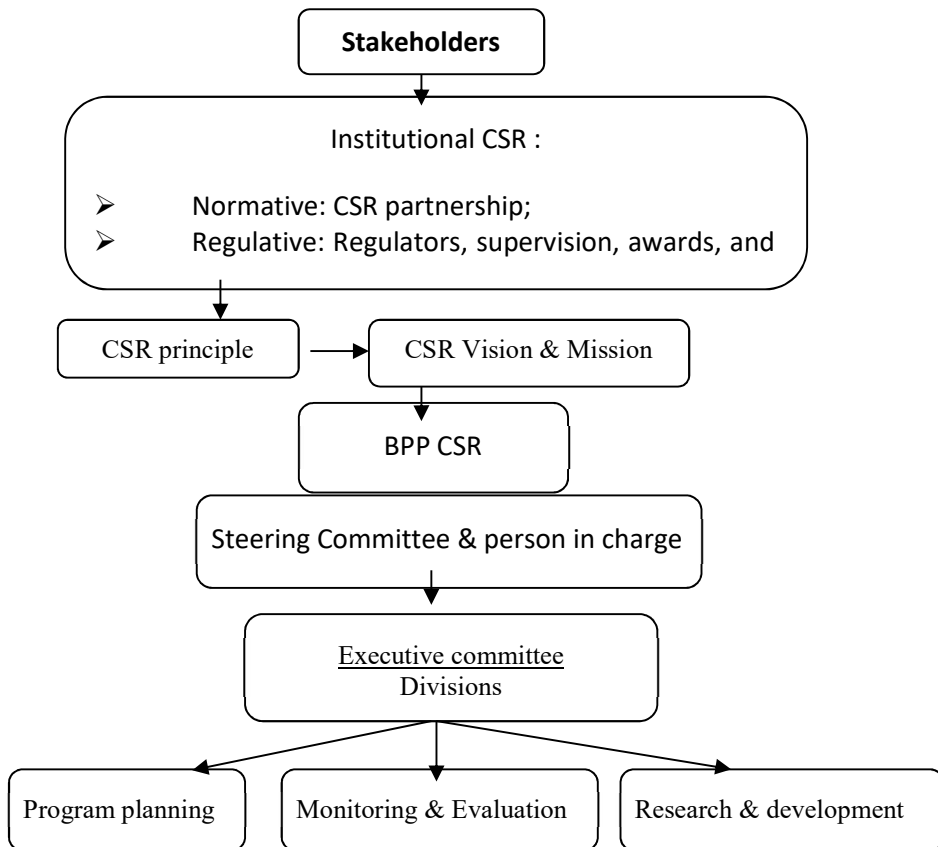 Stakeholders
Institutional CSR :
➢ Normative: CSR partnership;
➢ Regulative: Regulators, supervision, awards, and
CSR principle
CSR Vision & Mission
BPP CSR
Steering Committee & person in charge
Executive committee
Divisions
Program planning
Monitoring & Evaluation
Research & development